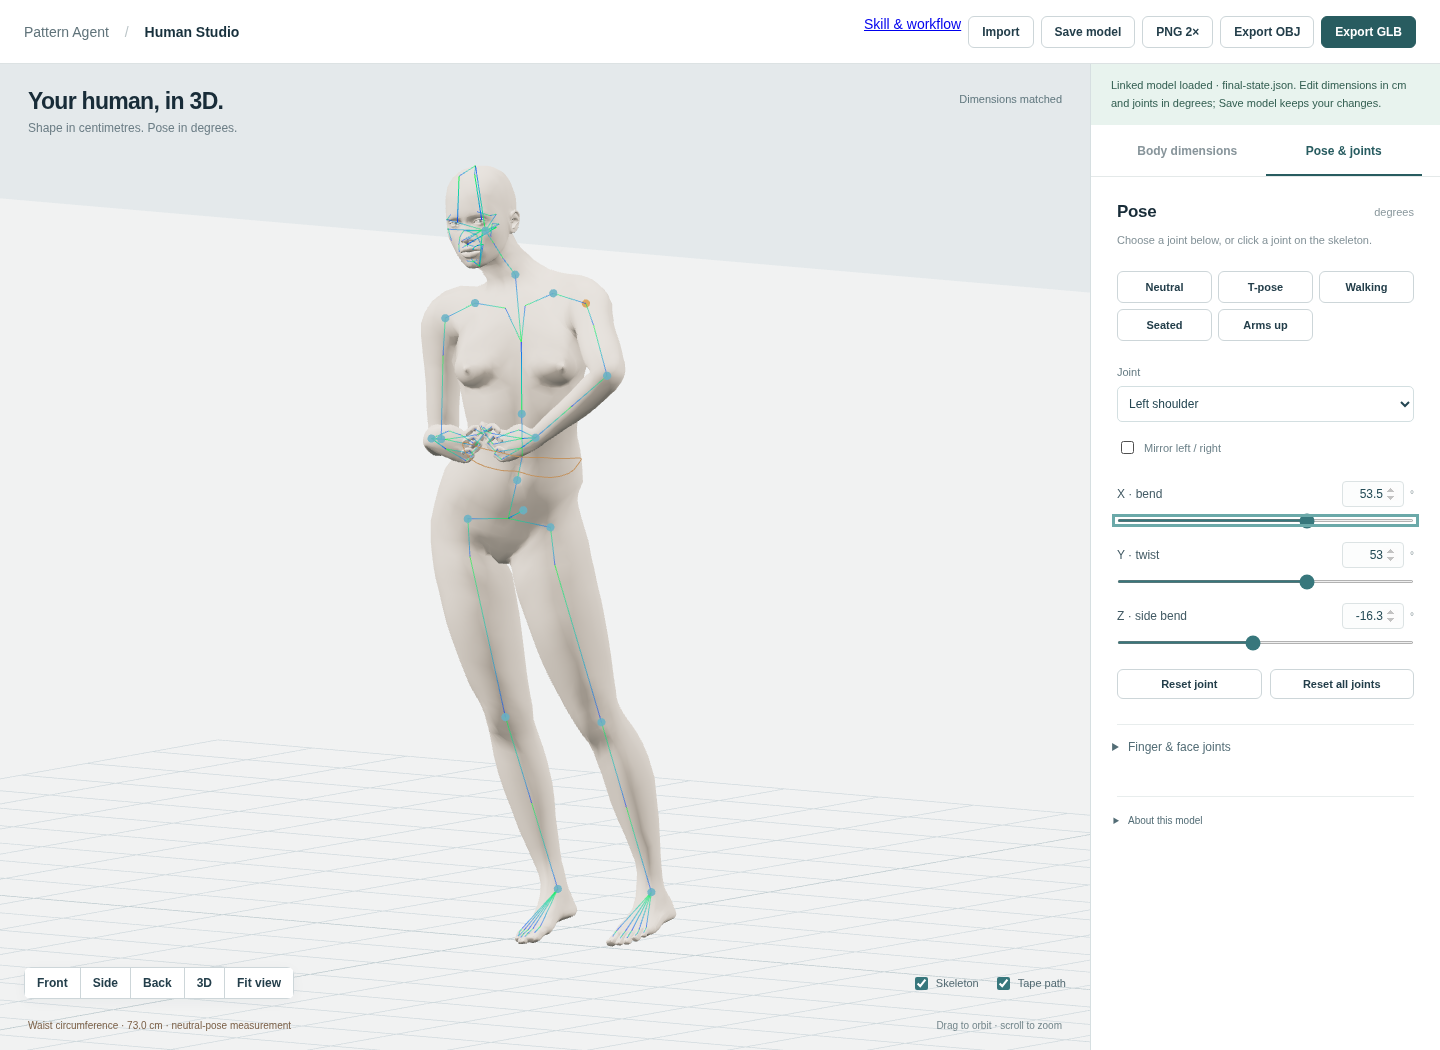 Pattern Agent / Human Studio
Skill & workflow
Import
Save model
PNG 2×
Export OBJ
Export GLB
Your human, in 3D.
Shape in centimetres. Pose in degrees.
Dimensions matched
Linked model loaded · final-state.json. Edit dimensions in cm
and joints in degrees; Save model keeps your changes.
Body dimensions
Pose & joints
Pose
degrees
Choose a joint below, or click a joint on the skeleton.
Neutral
T-pose
Walking
Seated
Arms up
Joint
Left shoulder
Mirror left / right
X · bend
53.5 °
Y · twist
53 °
Z · side bend
-16.3 °
Reset joint
Reset all joints
Finger & face joints
About this model
Front
Side
Back
3D
Fit view
Skeleton
Tape path
Waist circumference · 73.0 cm · neutral-pose measurement
Drag to orbit · scroll to zoom